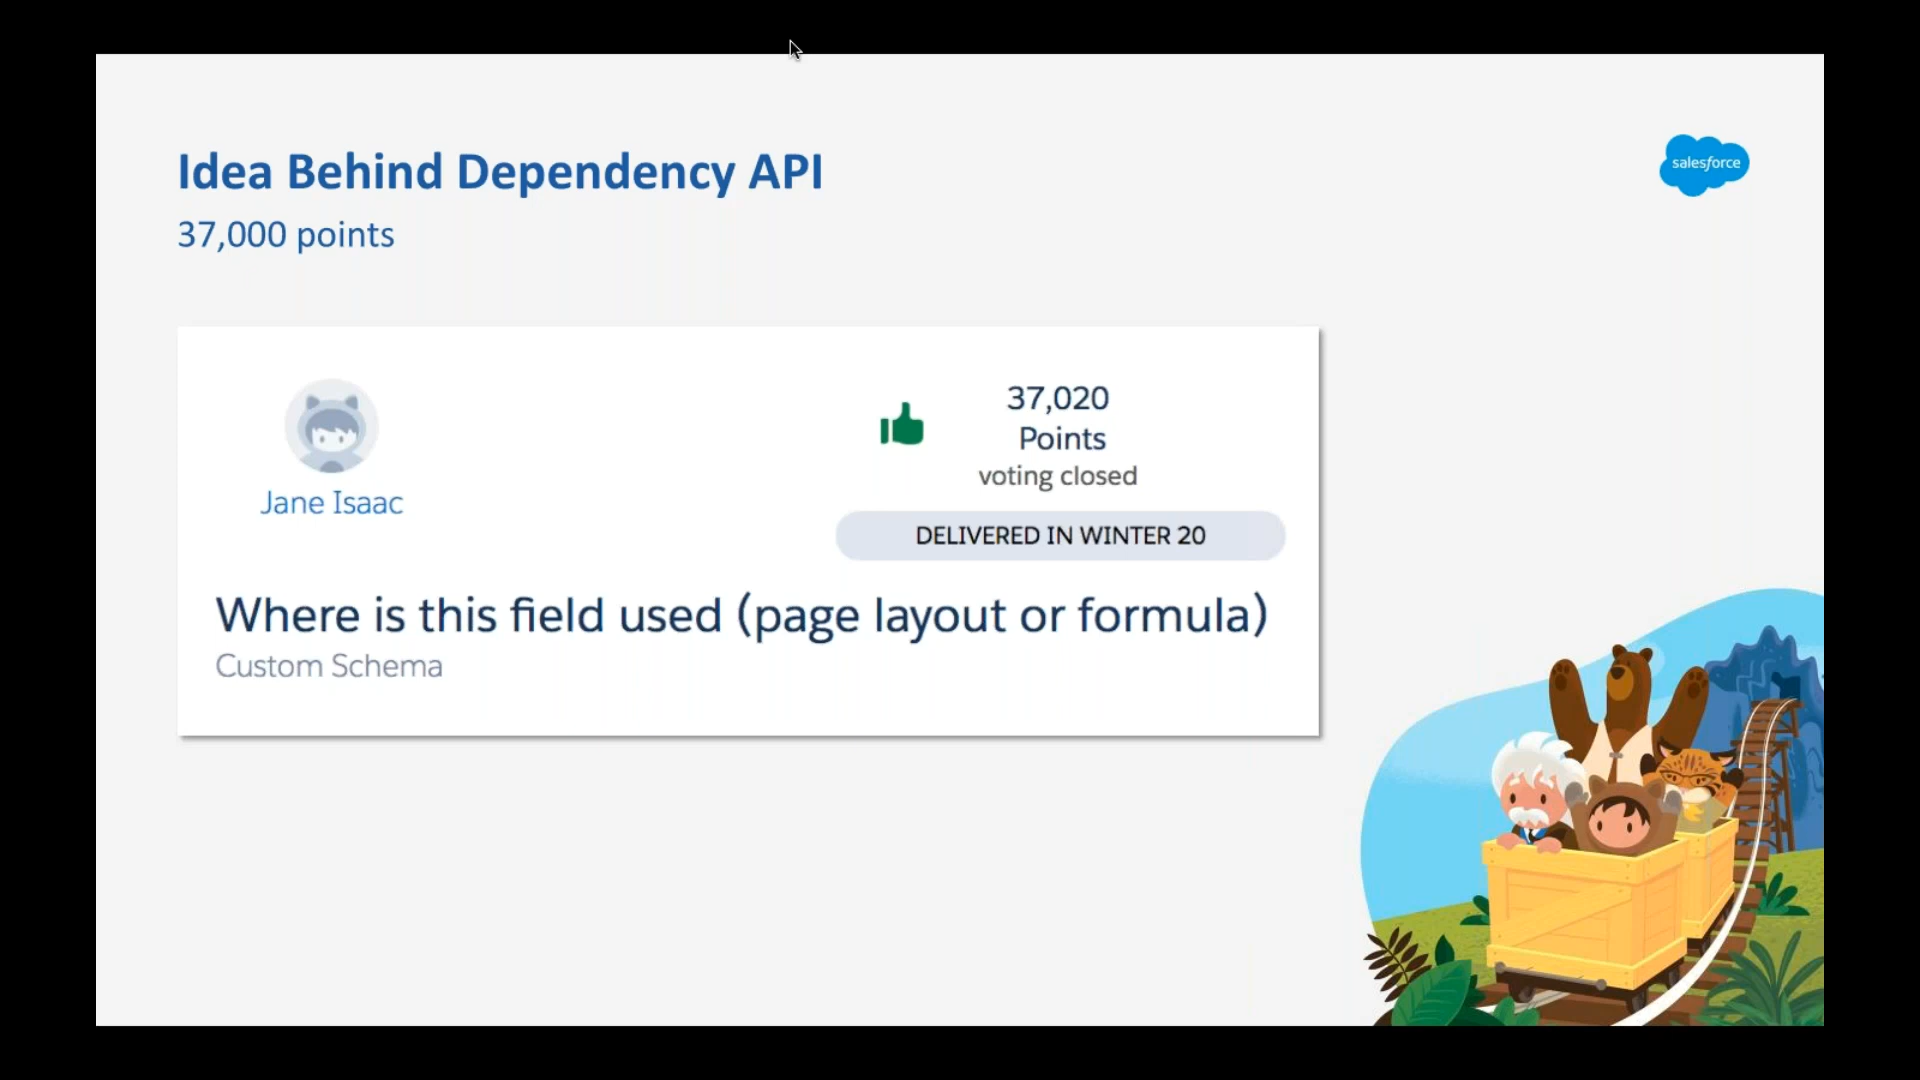 Idea Behind Dependency API
37,000 points
salesforce
37,020
Points
voting closed
Jane Isaac
DELIVERED IN WINTER 20
Where is this field used (page layout or formula)
Custom Schema